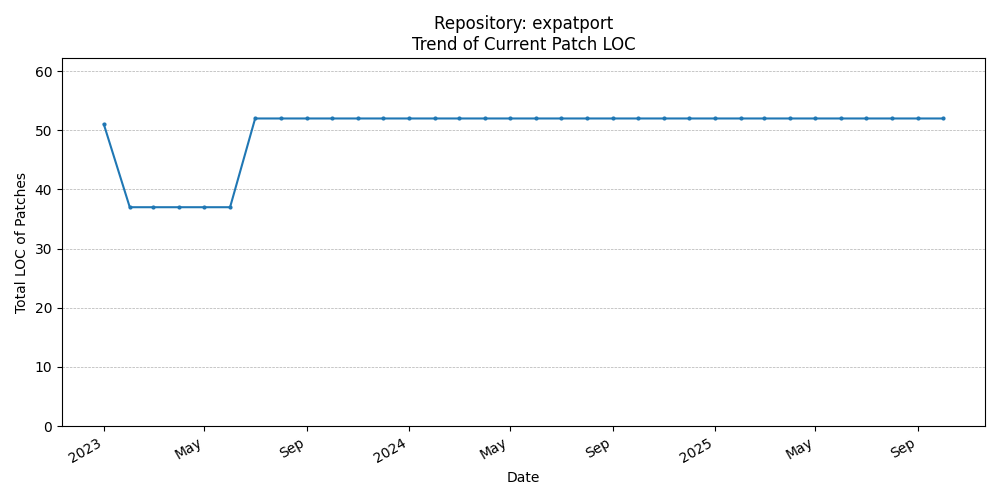 Repository: expatport
Trend of Current Patch LOC
Total LOC of Patches
60
50
40
30
20
10
0
2023
May
Sep
2024
May
Sep
2025
May
Sep
Date